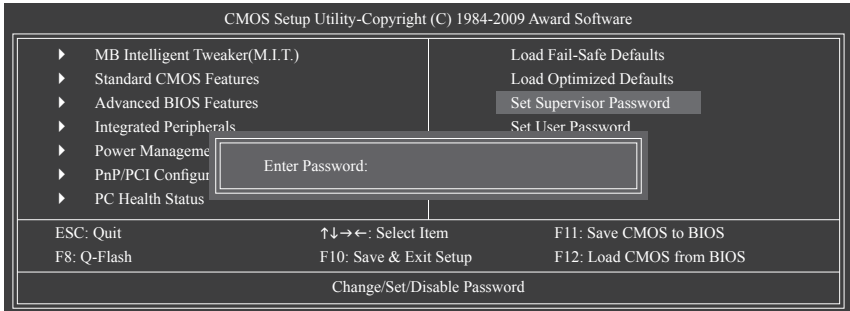 CMOS Setup Utility-Copyright (C) 1984-2009 Award Software
MB Intelligent Tweaker(M.I.T.)
Standard CMOS Features
Advanced BIOS Features
Integrated Peripherals
Power Manageme
PnP/PCI Configur
PC Health Status
Load Fail-Safe Defaults
Load Optimized Defaults
Set Supervisor Password
Set User Password
Enter Password:
ESC: Quit ↑↓→←: Select Item F11: Save CMOS to BIOS
F8: Q-Flash F10: Save & Exit Setup F12: Load CMOS from BIOS
Change/Set/Disable Password